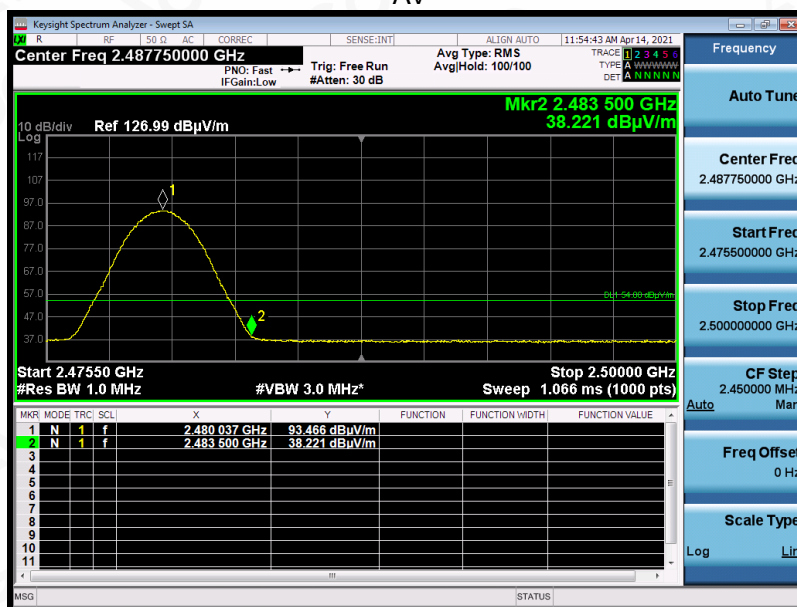 AV
Keysight Spectrum Analyzer - Swept SA
LXI R RF 50 Ω AC CORREC SENSE:INT ALIGN AUTO 11:54:43 AM Apr 14, 2021
Center Freq 2.487750000 GHz
PNO: Fast
IFGain:Low
Trig: Free Run
#Atten: 30 dB
Avg Type: RMS
Avg|Hold: 100/100
TRACE 1 2 3 4 5 6
TYPE A WWWWW
DET A N N N N N
Mkr2 2.483 500 GHz
38.221 dBµV/m
10 dB/div Ref 126.99 dBµV/m
Log
117
107
97.0
87.0
77.0
67.0
57.0
47.0
37.0
1
2
DL1 54.00 dBµV/m
Start 2.47550 GHz Stop 2.50000 GHz
#Res BW 1.0 MHz #VBW 3.0 MHz* Sweep 1.066 ms (1000 pts)
MKR MODE TRC SCL X Y FUNCTION FUNCTION WIDTH FUNCTION VALUE
1 N 1 f 2.480 037 GHz 93.466 dBµV/m
2 N 1 f 2.483 500 GHz 38.221 dBµV/m
3
4
5
6
7
8
9
10
11
MSG STATUS
Frequency
Auto Tune
Center Freq
2.487750000 GHz
Start Freq
2.475500000 GHz
Stop Freq
2.500000000 GHz
CF Step
2.450000 MHz
Auto Man
Freq Offset
0 Hz
Scale Type
Log Lin